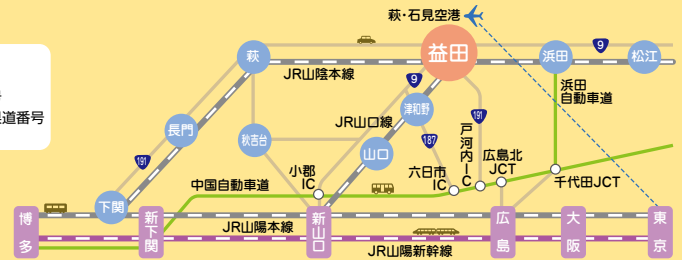 萩・石見空港
道番号
萩
益田
浜田
9
松江
JR山陰本線
9
浜田
自動車道
長門
津和野
191
JR山口線
秋吉台
187
戸河内IC
山口
広島北
JCT
191
小郡
IC
六日市
IC
中国自動車道
千代田JCT
下関
博多
新下関
JR山陽本線
新山口
広島
大阪
東京
JR山陽新幹線